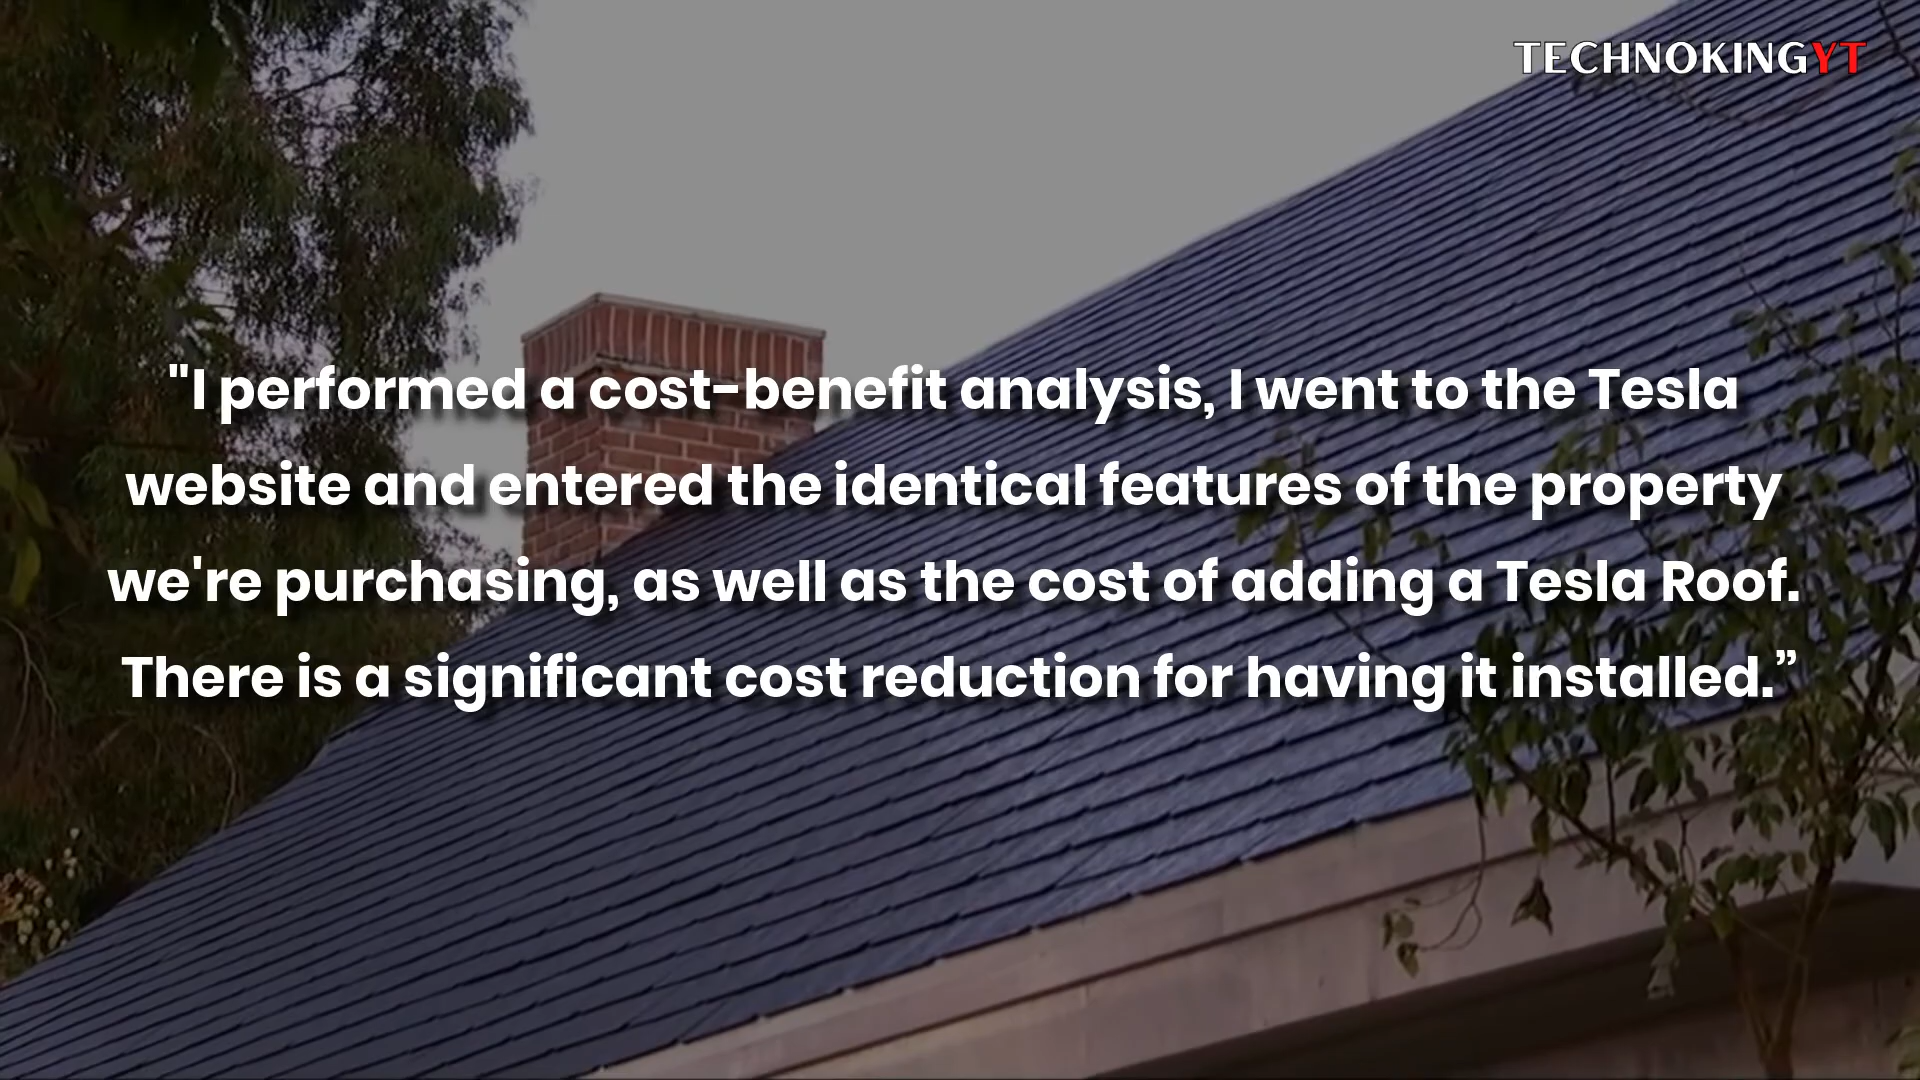 TECHNOKINGYT
"I performed a cost-benefit analysis, I went to the Tesla
website and entered the identical features of the property
we're purchasing, as well as the cost of adding a Tesla Roof.
There is a significant cost reduction for having it installed.”